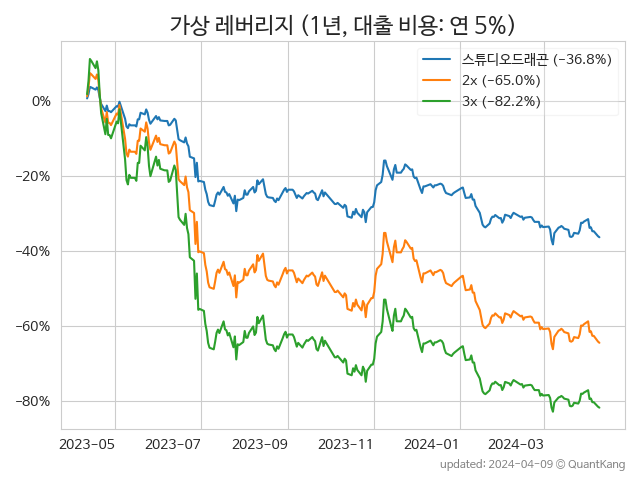 가상 레버리지 (1년, 대출 비용: 연 5%)
스튜디오드래곤 (−36.8%)
2x (−65.0%)
3x (−82.2%)
0%
−20%
−40%
−60%
−80%
2023-05 2023-07 2023-09 2023-11 2024-01 2024-03
updated: 2024-04-09 © QuantKang